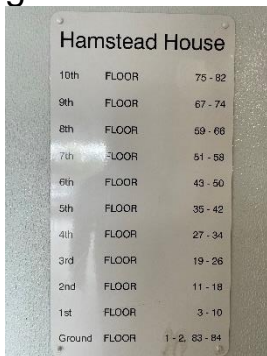 Hamstead House
10th FLOOR 75 - 82
9th FLOOR 67 - 74
8th FLOOR 59 - 66
7th FLOOR 51 - 58
6th FLOOR 43 - 50
5th FLOOR 35 - 42
4th FLOOR 27 - 34
3rd FLOOR 19 - 26
2nd FLOOR 11 - 18
1st FLOOR 3 - 10
Ground FLOOR 1 - 2, 83 - 84